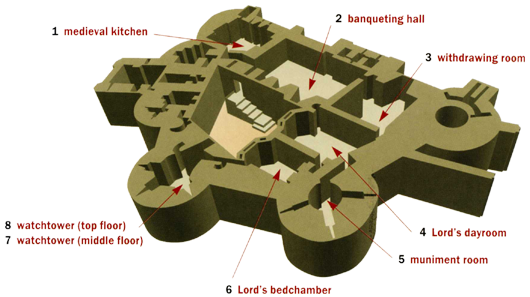 1 medieval kitchen
2 banqueting hall
3 withdrawing room
4 Lord's dayroom
5 muniment room
6 Lord's bedchamber
8 watchtower (top floor)
7 watchtower (middle floor)